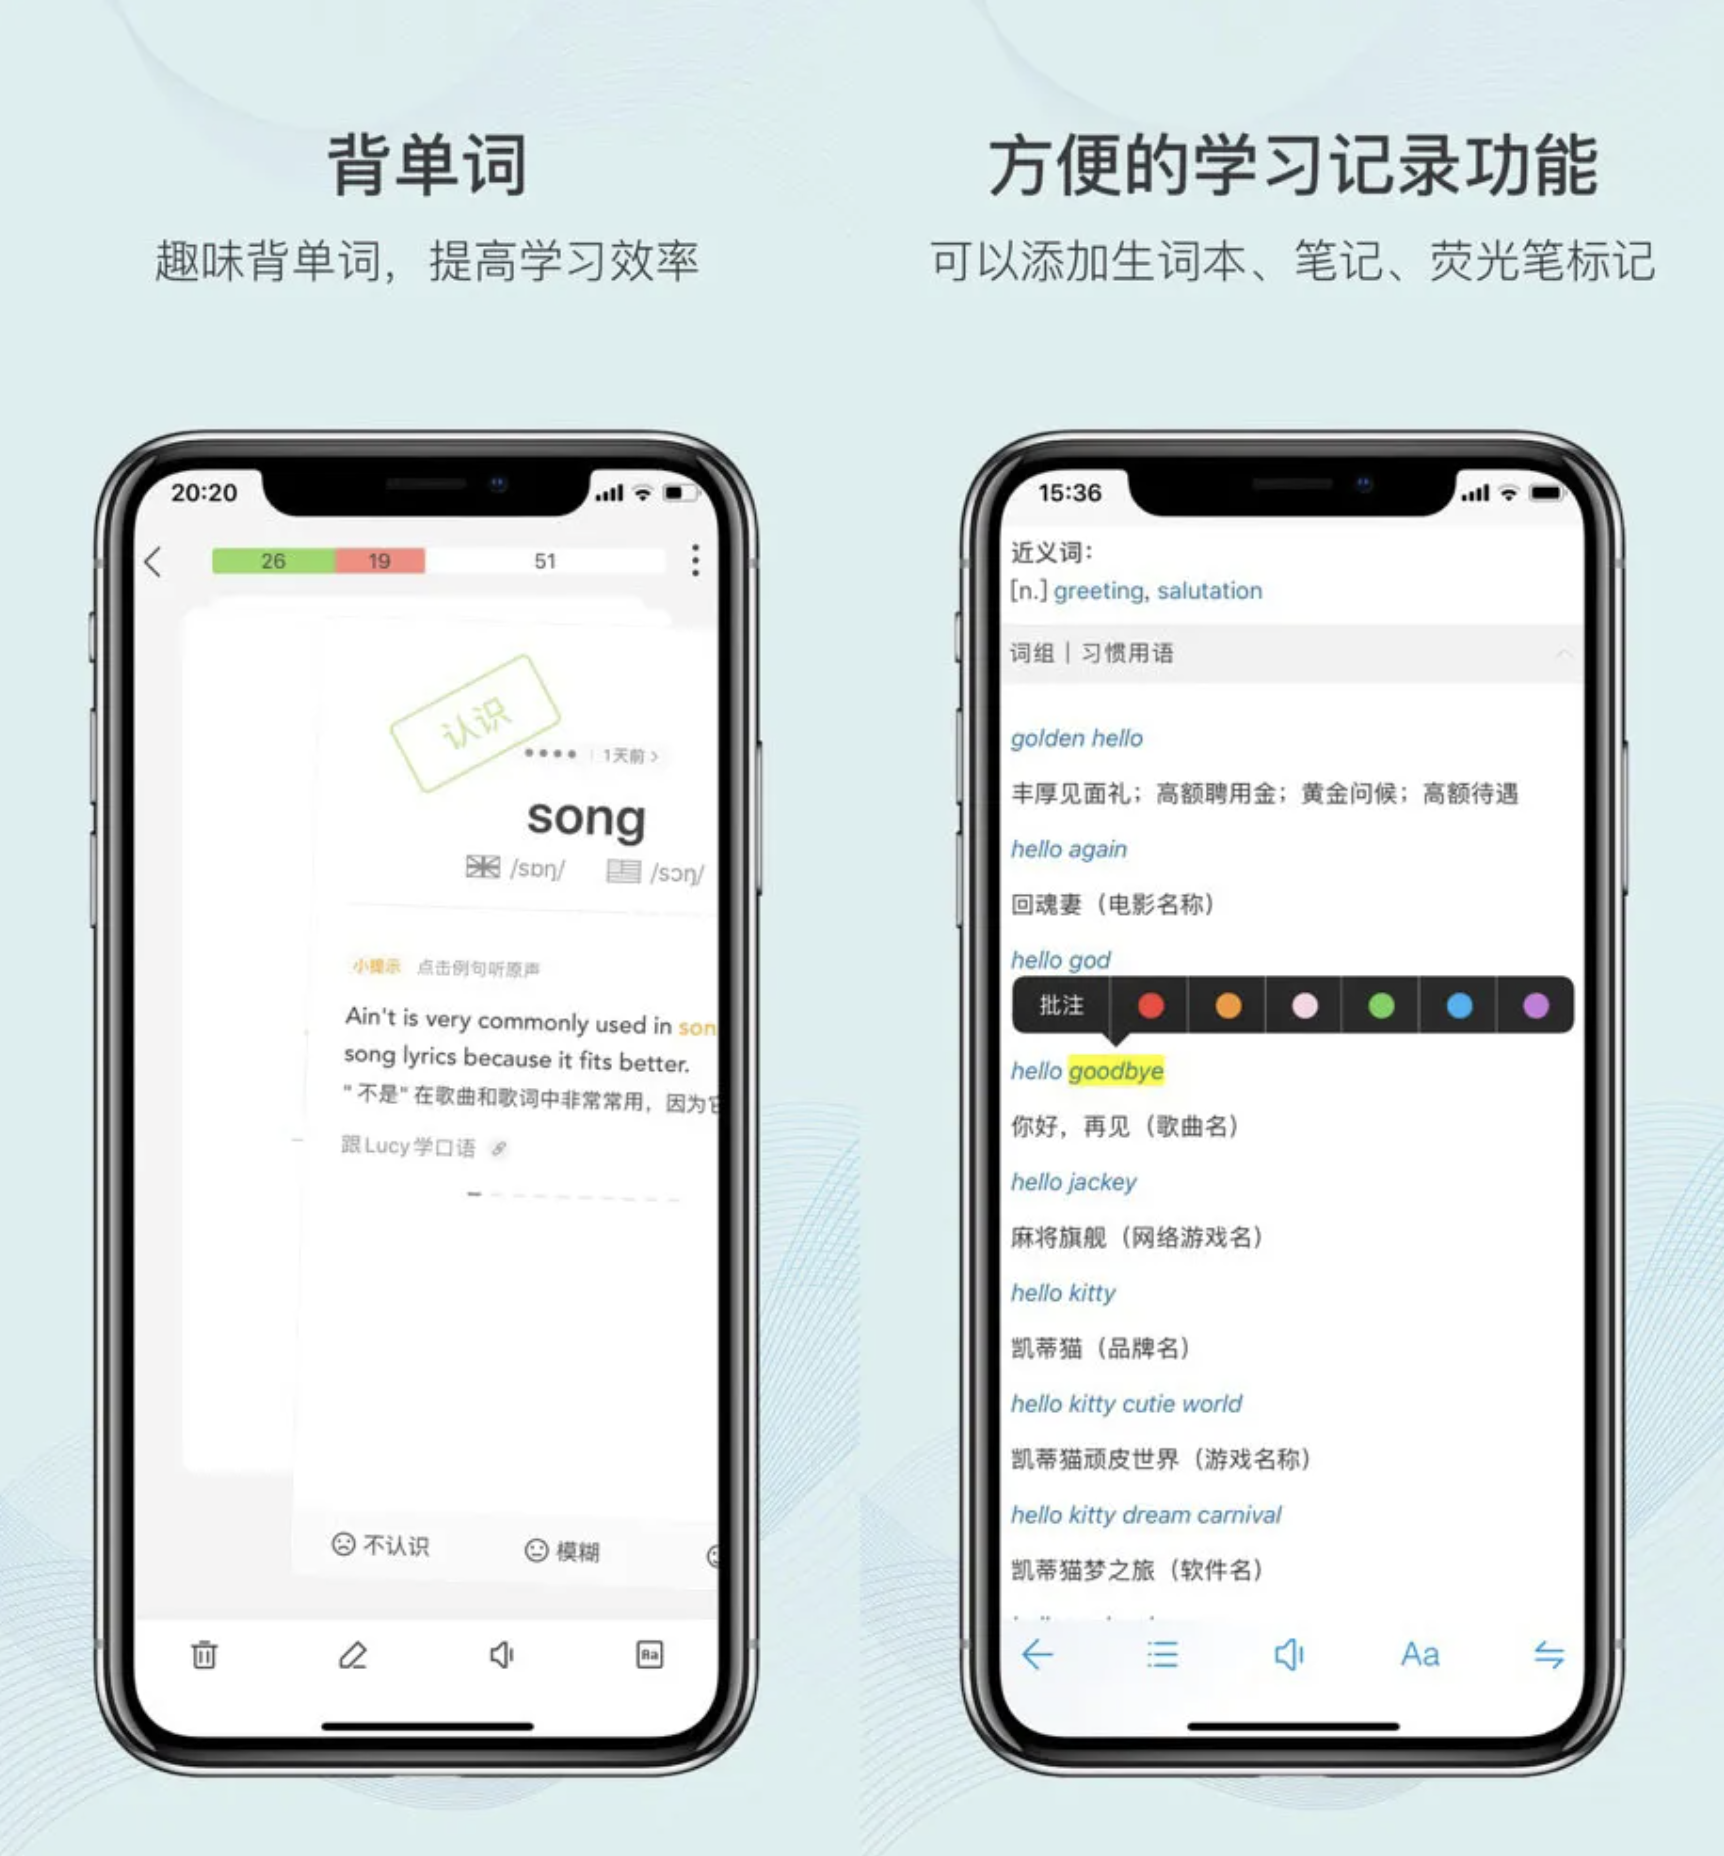 背单词
趣味背单词，提高学习效率
20:20
26 19 51
认识
1天前 >
song
/sɒŋ/ /sɔŋ/
小提示 点击例句听原声
Ain't is very commonly used in son
song lyrics because it fits better.
" 不是" 在歌曲和歌词中非常常用，因为它
跟Lucy学口语
不认识 模糊
Aa
方便的学习记录功能
可以添加生词本、笔记、荧光笔标记
15:36
近义词：
[n.] greeting, salutation
词组 | 习惯用语
golden hello
丰厚见面礼；高额聘用金；黄金问候；高额待遇
hello again
回魂妻（电影名称）
hello god
批注
hello goodbye
你好，再见（歌曲名）
hello jackey
麻将旗舰（网络游戏名）
hello kitty
凯蒂猫（品牌名）
hello kitty cutie world
凯蒂猫顽皮世界（游戏名称）
hello kitty dream carnival
凯蒂猫梦之旅（软件名）
Aa